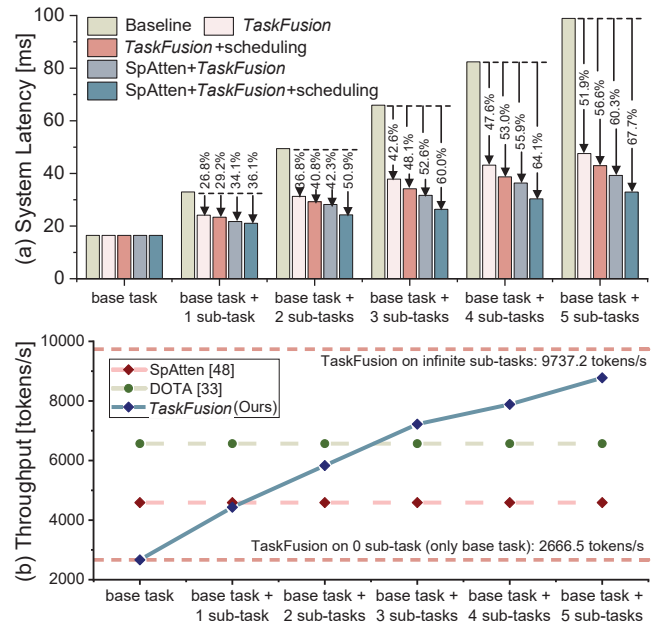 (a) System Latency [ms]
100
80
60
40
20
0
Baseline
TaskFusion
TaskFusion+scheduling
SpAtten+TaskFusion
SpAtten+TaskFusion+scheduling
26.8%
29.2%
34.1%
36.1%
36.8%
40.8%
42.3%
50.9%
42.6%
48.1%
52.6%
60.0%
47.6%
53.0%
55.9%
64.1%
51.9%
56.6%
60.3%
67.7%
base task
base task +
1 sub-task
base task +
2 sub-tasks
base task +
3 sub-tasks
base task +
4 sub-tasks
base task +
5 sub-tasks
(b) Throughput [tokens/s]
10000
8000
6000
4000
2000
SpAtten [48]
DOTA [33]
TaskFusion (Ours)
TaskFusion on infinite sub-tasks: 9737.2 tokens/s
TaskFusion on 0 sub-task (only base task): 2666.5 tokens/s
base task
base task +
1 sub-task
base task +
2 sub-tasks
base task +
3 sub-tasks
base task +
4 sub-tasks
base task +
5 sub-tasks